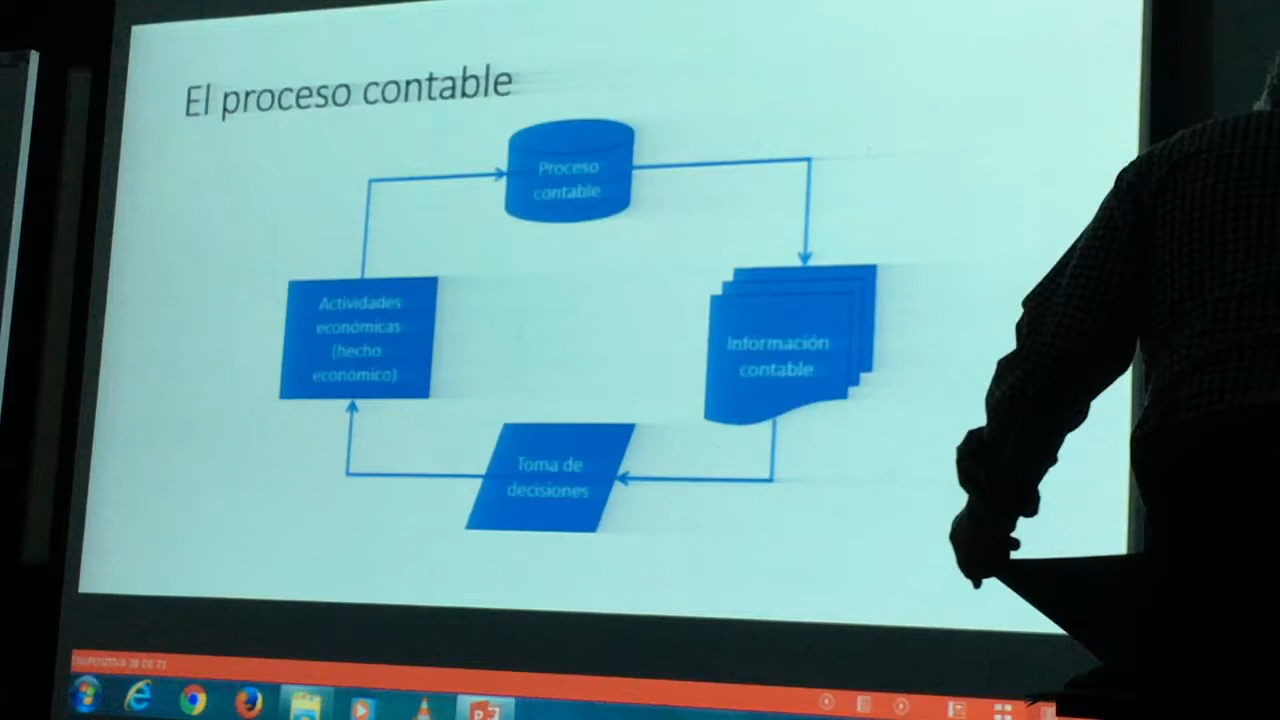 El proceso contable
Proceso
contable
Actividades
económicas
(hecho
económico)
Información
contable
Toma de
decisiones